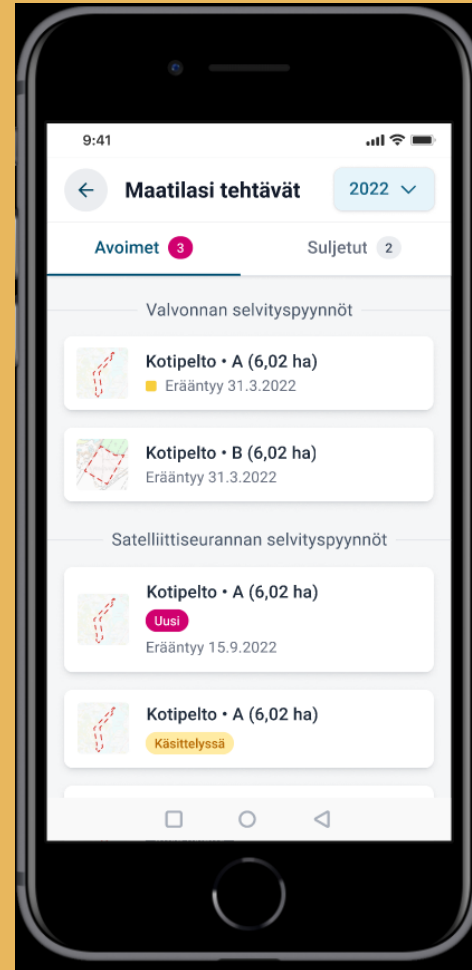 9:41
Maatilasi tehtävät
2022
Avoimet 3
Suljetut 2
Valvonnan selvityspyynnöt
Kotipelto • A (6,02 ha)
Erääntyy 31.3.2022
Kotipelto • B (6,02 ha)
Erääntyy 31.3.2022
Satelliittiseurannan selvityspyynnöt
Kotipelto • A (6,02 ha)
Uusi
Erääntyy 15.9.2022
Kotipelto • A (6,02 ha)
Käsittelyssä